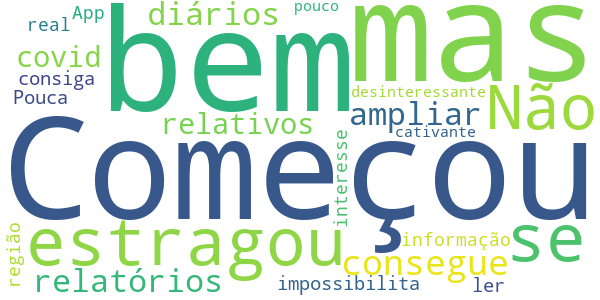 App
diários
pouco
mas
real
bem
covid
consiga
Pouca
desinteressante
ampliar
Não
relativos
cativante
Começou
interesse
se
estragou
informação
região
consegue
relatórios
impossibilita
ler